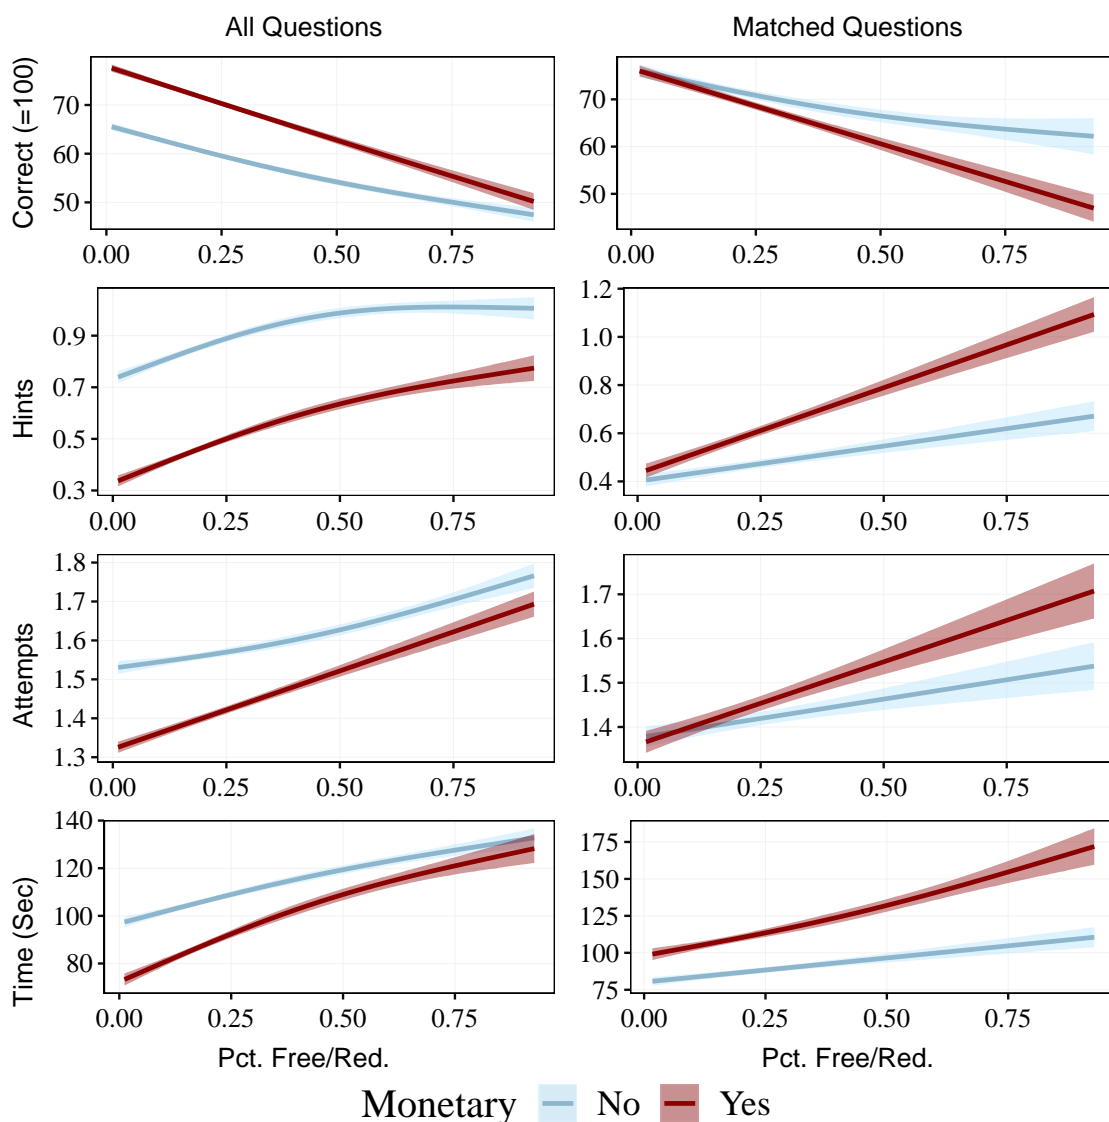 All Questions
Matched Questions
Correct (=100)
70
60
50
0.00 0.25 0.50 0.75
70
60
50
0.00 0.25 0.50 0.75
Hints
0.9
0.7
0.5
0.3
0.00 0.25 0.50 0.75
1.2
1.0
0.8
0.6
0.4
0.00 0.25 0.50 0.75
Attempts
1.8
1.7
1.6
1.5
1.4
1.3
0.00 0.25 0.50 0.75
1.7
1.6
1.5
1.4
0.00 0.25 0.50 0.75
Time (Sec)
140
120
100
80
0.00 0.25 0.50 0.75
175
150
125
100
75
0.00 0.25 0.50 0.75
Pct. Free/Red.
Pct. Free/Red.
Monetary No Yes